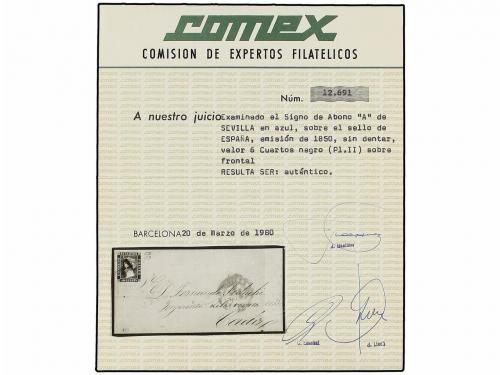 comex
COMISION DE EXPERTOS FILATELICOS
Núm. 12.691
A nuestro juicio Examinado el Signo de Abono "A" de
SEVILLA en azul, sobre el sello de
ESPAÑA, emisión de 1850, sin dentar,
valor 6 Cuartos negro (Pl.II) sobre
frontal
RESULTA SER: auténtico.
BARCELONA 20 de Marzo de 1980
A
Cadiz